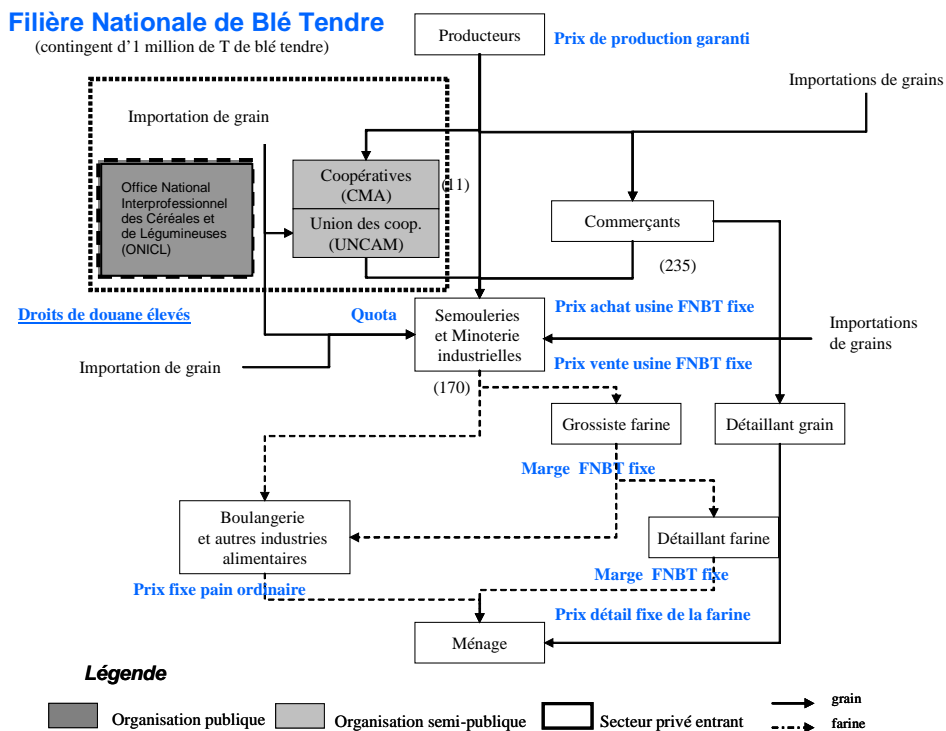 Filière Nationale de Blé Tendre
(contingent d'1 million de T de blé tendre)
Producteurs
Prix de production garanti
Importations de grains
Importation de grain
Office National
Interprofessionnel
des Céréales et
de Légumineuses
(ONICL)
Coopératives
(CMA)
(11)
Union des coop.
(UNCAM)
Commerçants
(235)
Droits de douane élevés
Quota
Semouleries
et Minoterie
industrielles
(170)
Prix achat usine FNBT fixe
Prix vente usine FNBT fixe
Importations
de grains
Importation de grain
Grossiste farine
Détaillant grain
Marge FNBT fixe
Boulangerie
et autres industries
alimentaires
Détaillant farine
Marge FNBT fixe
Prix fixe pain ordinaire
Prix détail fixe de la farine
Ménage
Légende
Organisation publique
Organisation semi-publique
Secteur privé entrant
grain
farine